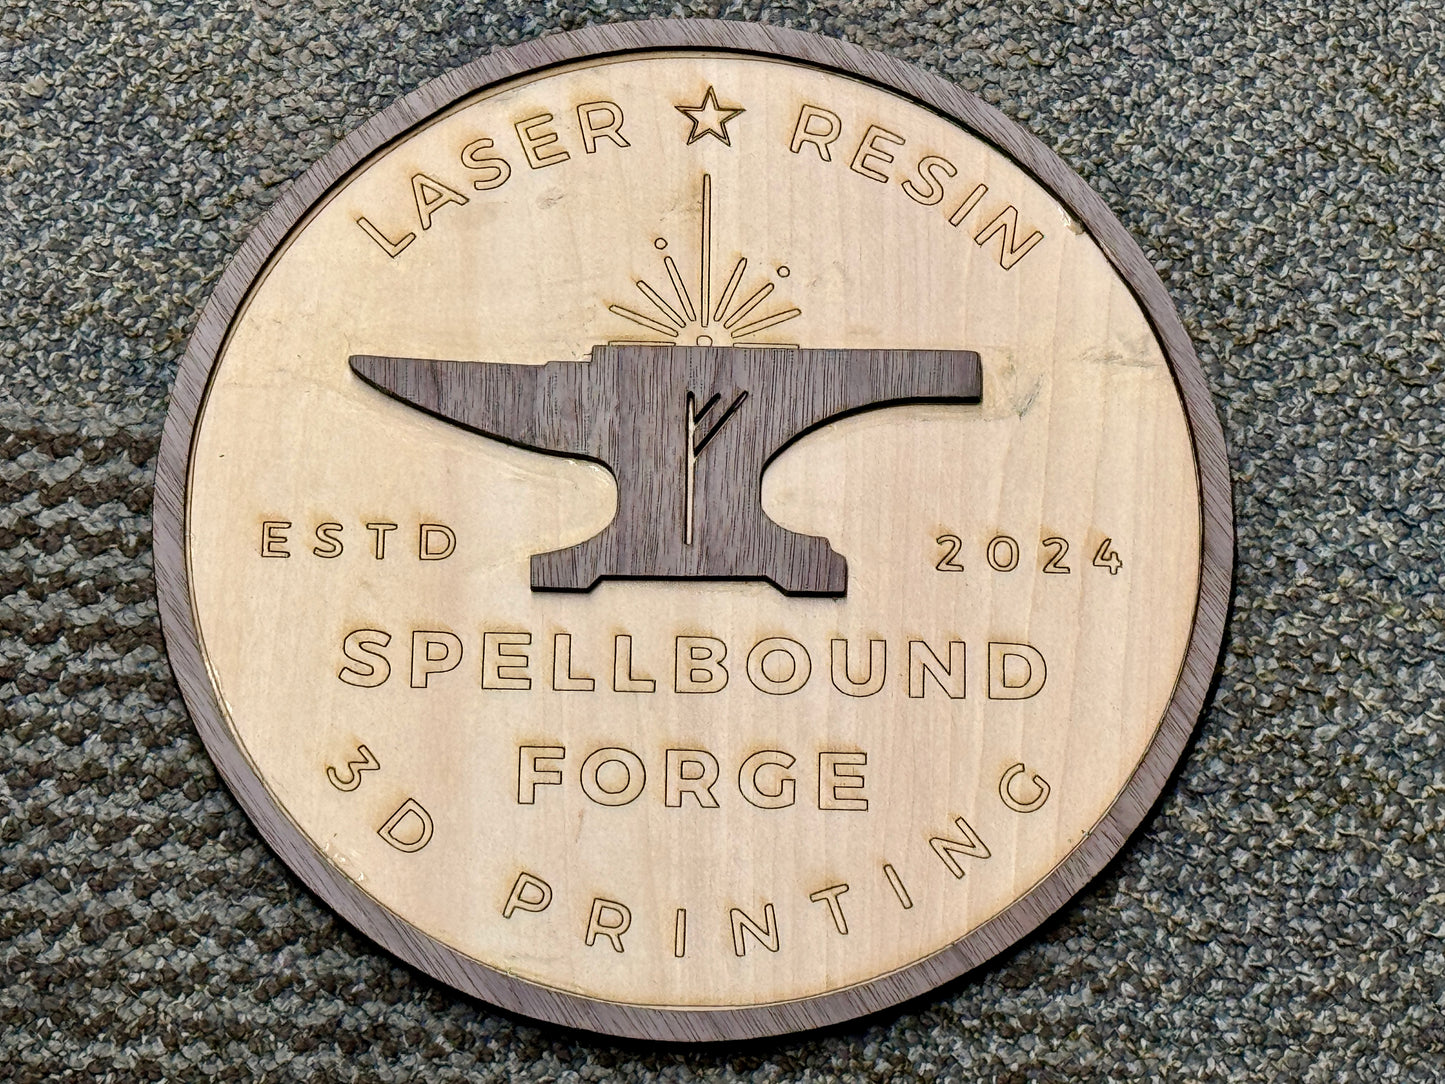 LASER ☆ RESIN
ᚠ
ESTD 2024
SPELLBOUND
FORGE
3D PRINTING